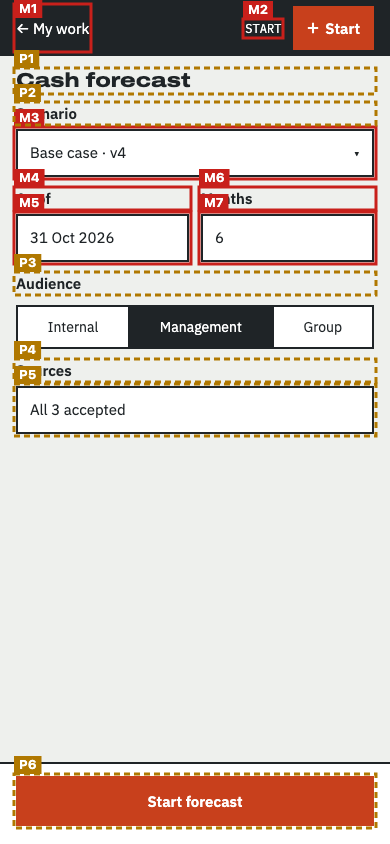 M1
← My work
M2
START
+ Start
P1
Cash forecast
P2
M3
Base case · v4
M4
M6
M5
M7
31 Oct 2026
6
P3
Audience
Internal
Management
Group
P4
P5
All 3 accepted
P6
Start forecast